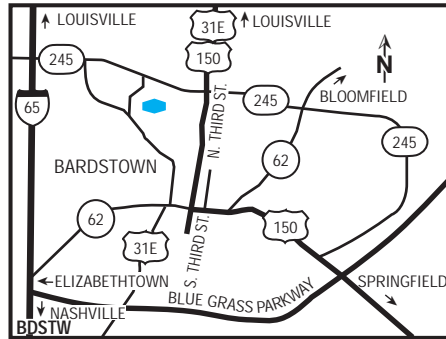 LOUISVILLE
31E
LOUISVILLE
150
245
N
65
BLOOMFIELD
245
N. THIRD ST.
245
BARDSTOWN
62
62
31E
S. THIRD ST.
150
ELIZABETHTOWN
SPRINGFIELD
BLUE GRASS PARKWAY
NASHVILLE
BDSTW